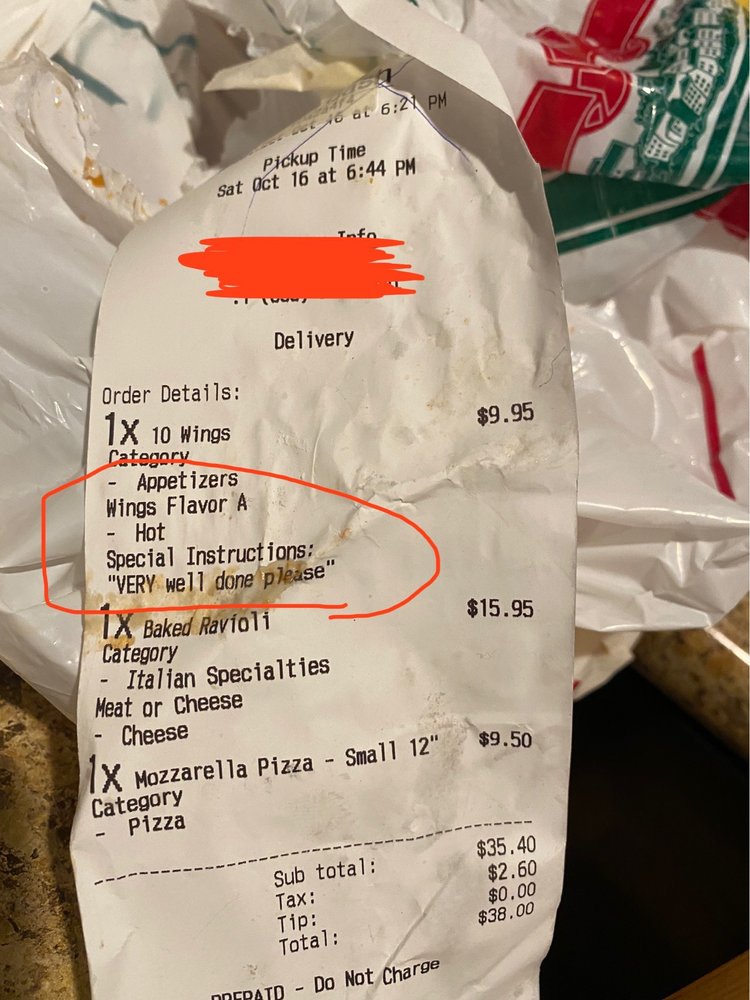 at 6:21 PM
Pickup Time
Sat Oct 16 at 6:44 PM
Info
Delivery
Order Details:
1x 10 Wings $9.95
Category
- Appetizers
Wings Flavor A
- Hot
Special Instructions:
"VERY well done please"
1x Baked Ravioli $15.95
Category
- Italian Specialties
Meat or Cheese
- Cheese
1x Mozzarella Pizza - Small 12" $9.50
Category
- Pizza
Sub total: $35.40
Tax: $2.60
Tip: $0.00
Total: $38.00
PREPAID - Do Not Charge